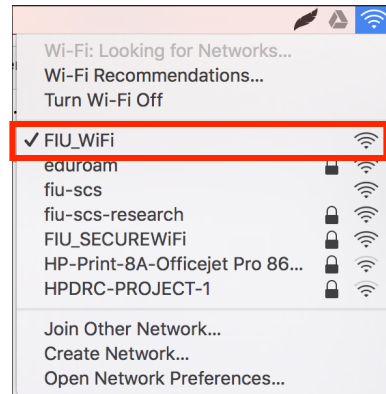 Wi-Fi: Looking for Networks...
Wi-Fi Recommendations...
Turn Wi-Fi Off
✓ FIU_WiFi
eduroam
fiu-scs
fiu-scs-research
FIU_SECUREWiFi
HP-Print-8A-Officejet Pro 86...
HPDRC-PROJECT-1
Join Other Network...
Create Network...
Open Network Preferences...